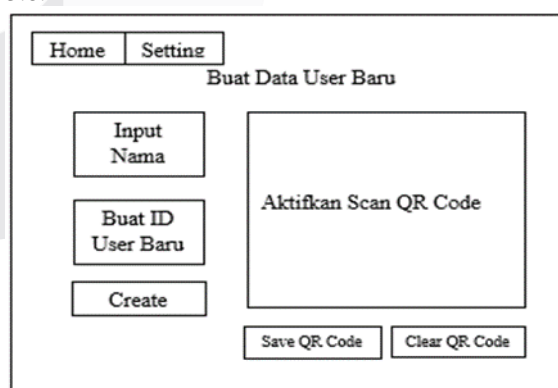 Home Setting
Buat Data User Baru
Input
Nama
Aktifkan Scan QR Code
Buat ID
User Baru
Create
Save QR Code Clear QR Code